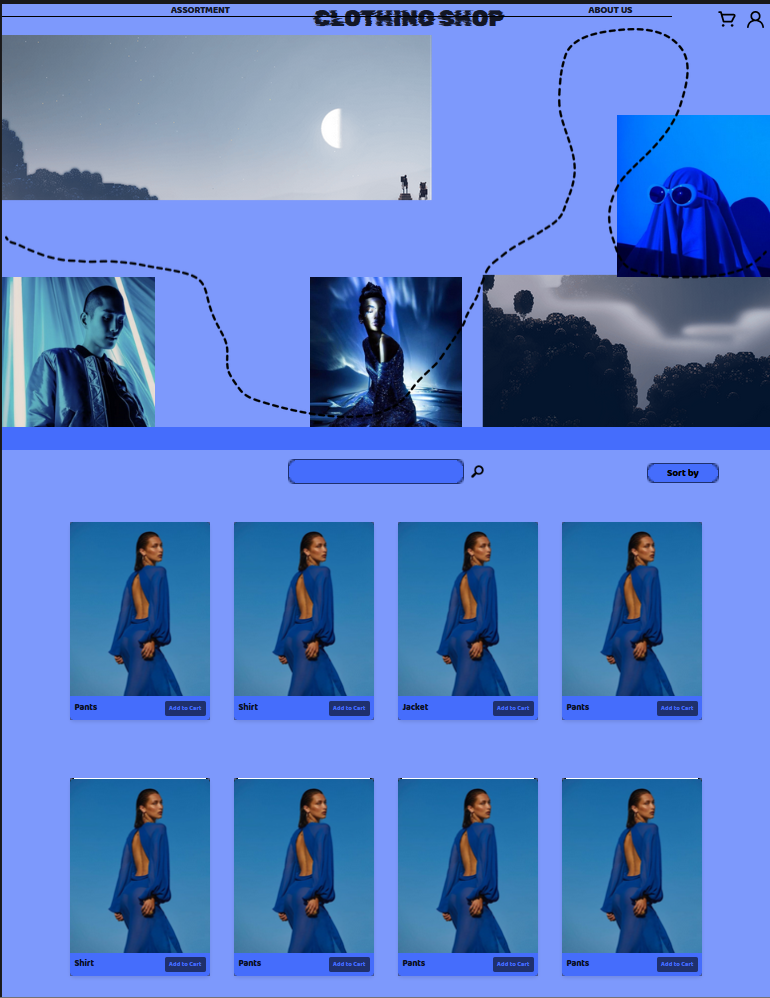 ASSORTMENT
CLOTHING SHOP
ABOUT US
Sort by
Pants
Add to Cart
Shirt
Add to Cart
Jacket
Add to Cart
Pants
Add to Cart
Shirt
Add to Cart
Pants
Add to Cart
Pants
Add to Cart
Pants
Add to Cart